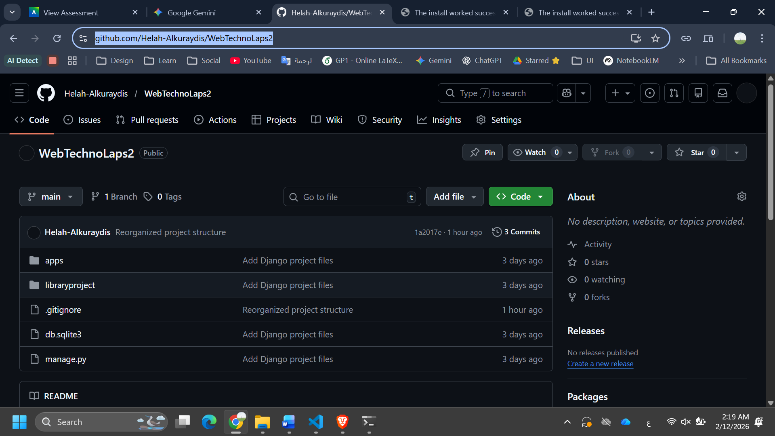 View Assessment
Google Gemini
Helah-Alkuraydis/WebTe
The install worked succes
The install worked succes
github.com/Helah-Alkuraydis/WebTechnoLaps2
AI Detect
Design
Learn
Social
YouTube
ترجمة
GP1 - Online LaTeX...
Gemini
ChatGPT
Starred
UI
NotebookLM
All Bookmarks
Helah-Alkuraydis / WebTechnoLaps2
Type / to search
Code
Issues
Pull requests
Actions
Projects
Wiki
Security
Insights
Settings
WebTechnoLaps2 Public
Pin
Watch 0
Fork 0
Star 0
main
1 Branch
0 Tags
Go to file t
Add file
Code
Helah-Alkuraydis Reorganized project structure
1a2017c · 1 hour ago
3 Commits
apps Add Django project files 3 days ago
libraryproject Add Django project files 3 days ago
.gitignore Reorganized project structure 1 hour ago
db.sqlite3 Add Django project files 3 days ago
manage.py Add Django project files 3 days ago
README
About
No description, website, or topics provided.
Activity
0 stars
0 watching
0 forks
Releases
No releases published
Create a new release
Packages
Search
ع
2:19 AM
2/12/2026